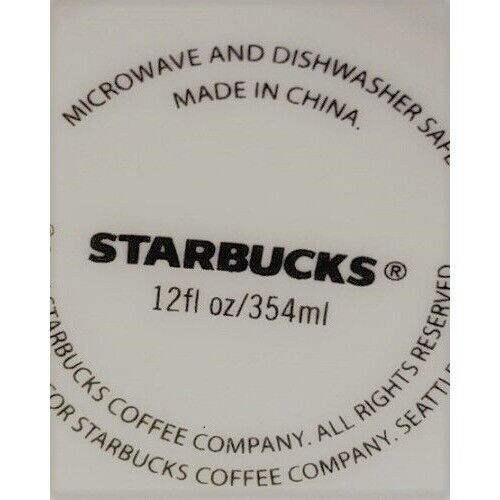 MICROWAVE AND DISHWASHER SAFE
MADE IN CHINA.
STARBUCKS®
12fl oz/354ml
STARBUCKS COFFEE COMPANY. ALL RIGHTS RESERVED
FOR STARBUCKS COFFEE COMPANY. SEATTLE